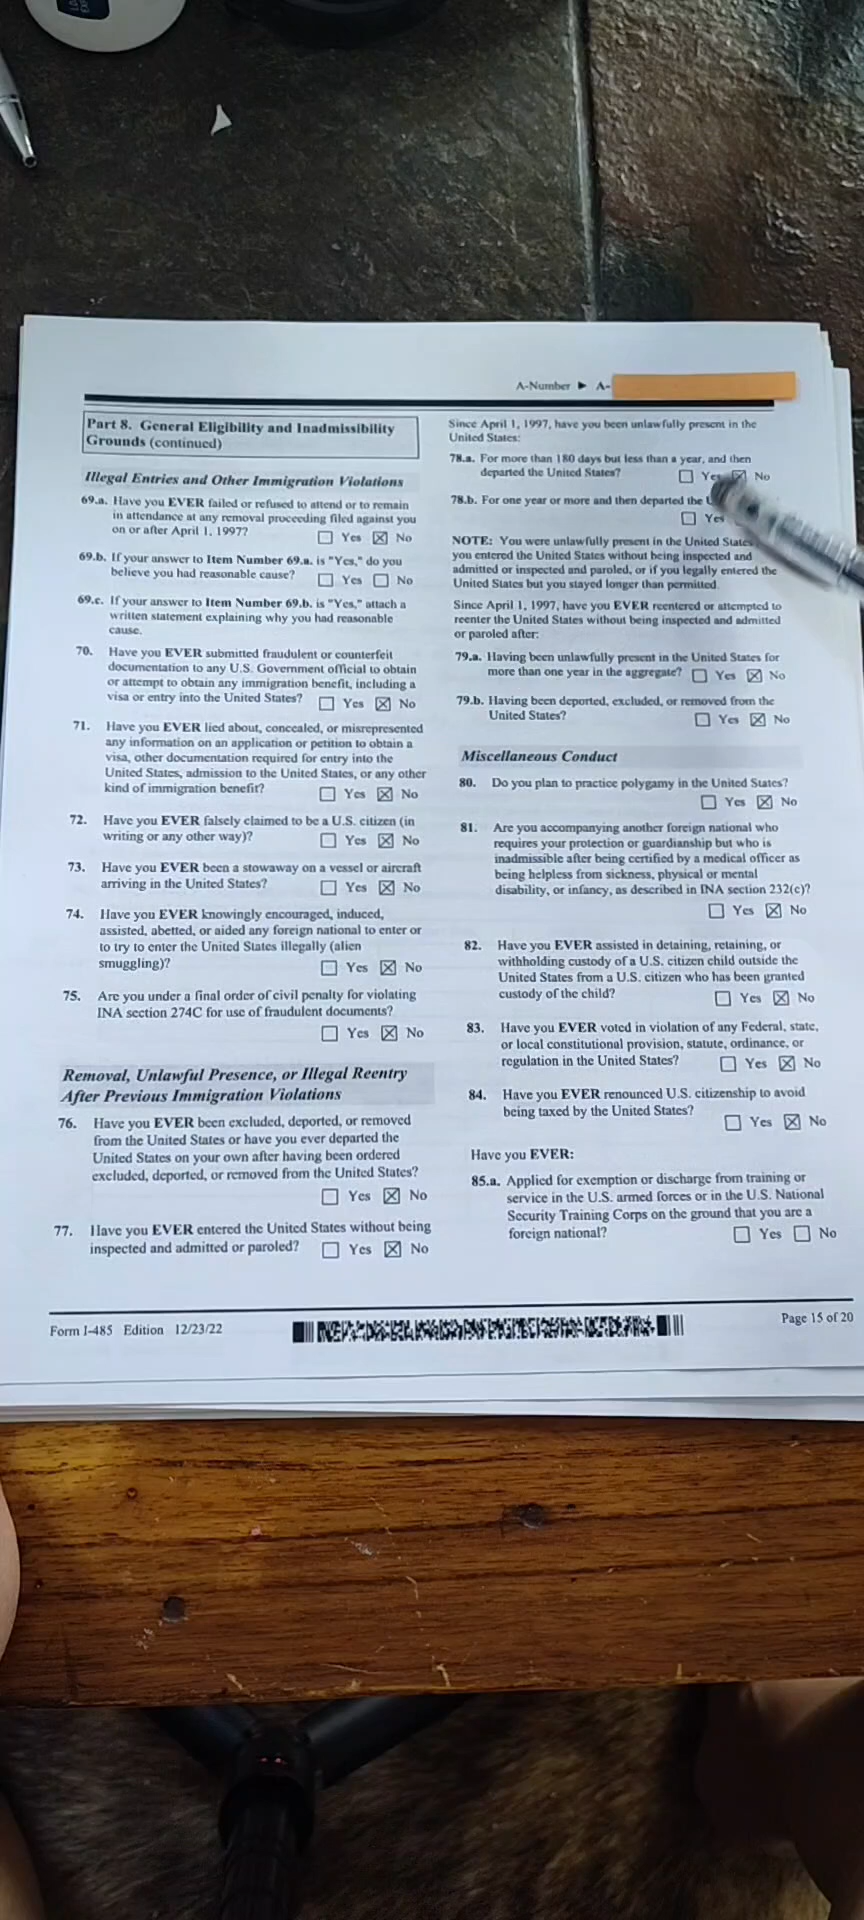 A-Number ► A-
Part 8. General Eligibility and Inadmissibility
Grounds (continued)
Illegal Entries and Other Immigration Violations
69.a. Have you EVER failed or refused to attend or to remain
in attendance at any removal proceeding filed against you
on or after April 1, 1997? ☐ Yes ☒ No
69.b. If your answer to Item Number 69.a. is "Yes," do you
believe you had reasonable cause? ☐ Yes ☐ No
69.c. If your answer to Item Number 69.b. is "Yes," attach a
written statement explaining why you had reasonable
cause.
70. Have you EVER submitted fraudulent or counterfeit
documentation to any U.S. Government official to obtain
or attempt to obtain any immigration benefit, including a
visa or entry into the United States? ☐ Yes ☒ No
71. Have you EVER lied about, concealed, or misrepresented
any information on an application or petition to obtain a
visa, other documentation required for entry into the
United States, admission to the United States, or any other
kind of immigration benefit? ☐ Yes ☒ No
72. Have you EVER falsely claimed to be a U.S. citizen (in
writing or any other way)? ☐ Yes ☒ No
73. Have you EVER been a stowaway on a vessel or aircraft
arriving in the United States? ☐ Yes ☒ No
74. Have you EVER knowingly encouraged, induced,
assisted, abetted, or aided any foreign national to enter or
to try to enter the United States illegally (alien
smuggling)? ☐ Yes ☒ No
75. Are you under a final order of civil penalty for violating
INA section 274C for use of fraudulent documents?
☐ Yes ☒ No
Removal, Unlawful Presence, or Illegal Reentry
After Previous Immigration Violations
76. Have you EVER been excluded, deported, or removed
from the United States or have you ever departed the
United States on your own after having been ordered
excluded, deported, or removed from the United States?
☐ Yes ☒ No
77. Have you EVER entered the United States without being
inspected and admitted or paroled? ☐ Yes ☒ No
Since April 1, 1997, have you been unlawfully present in the
United States:
78.a. For more than 180 days but less than a year, and then
departed the United States? ☐ Yes ☒ No
78.b. For one year or more and then departed the
☐ Yes
NOTE: You were unlawfully present in the United States
you entered the United States without being inspected and
admitted or inspected and paroled, or if you legally entered the
United States but you stayed longer than permitted.
Since April 1, 1997, have you EVER reentered or attempted to
reenter the United States without being inspected and admitted
or paroled after:
79.a. Having been unlawfully present in the United States for
more than one year in the aggregate? ☐ Yes ☒ No
79.b. Having been deported, excluded, or removed from the
United States? ☐ Yes ☒ No
Miscellaneous Conduct
80. Do you plan to practice polygamy in the United States?
☐ Yes ☒ No
81. Are you accompanying another foreign national who
requires your protection or guardianship but who is
inadmissible after being certified by a medical officer as
being helpless from sickness, physical or mental
disability, or infancy, as described in INA section 232(c)?
☐ Yes ☒ No
82. Have you EVER assisted in detaining, retaining, or
withholding custody of a U.S. citizen child outside the
United States from a U.S. citizen who has been granted
custody of the child? ☐ Yes ☒ No
83. Have you EVER voted in violation of any Federal, state,
or local constitutional provision, statute, ordinance, or
regulation in the United States? ☐ Yes ☒ No
84. Have you EVER renounced U.S. citizenship to avoid
being taxed by the United States? ☐ Yes ☒ No
Have you EVER:
85.a. Applied for exemption or discharge from training or
service in the U.S. armed forces or in the U.S. National
Security Training Corps on the ground that you are a
foreign national? ☐ Yes ☐ No
Form I-485 Edition 12/23/22
Page 15 of 20